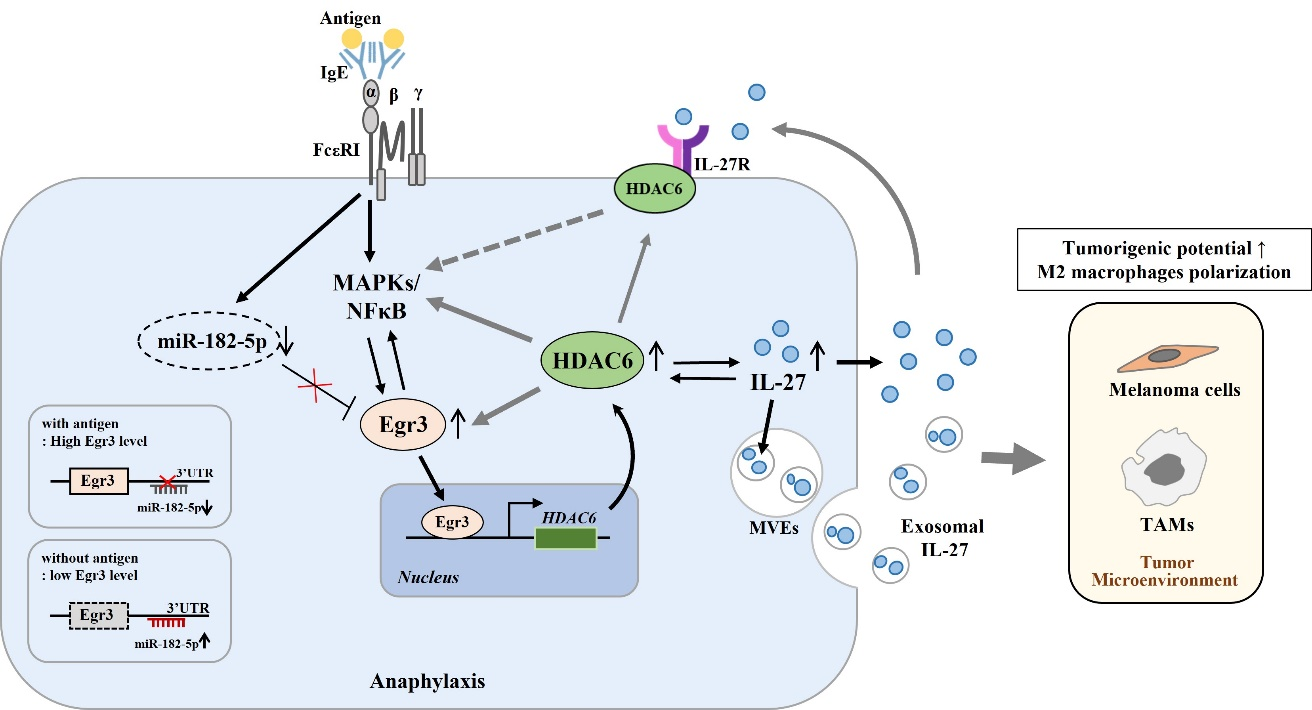 Antigen
IgE
α
β
γ
FcεRI
IL-27R
HDAC6
MAPKs/
NFκB
miR-182-5p↓
HDAC6 ↑
IL-27 ↑
Egr3 ↑
Tumorigenic potential ↑
M2 macrophages polarization
Melanoma cells
TAMs
Tumor
Microenvironment
with antigen
: High Egr3 level
Egr3
3’UTR
miR-182-5p↓
without antigen
: low Egr3 level
Egr3
3’UTR
miR-182-5p↑
Egr3
HDAC6
Nucleus
MVEs
Exosomal
IL-27
Anaphylaxis